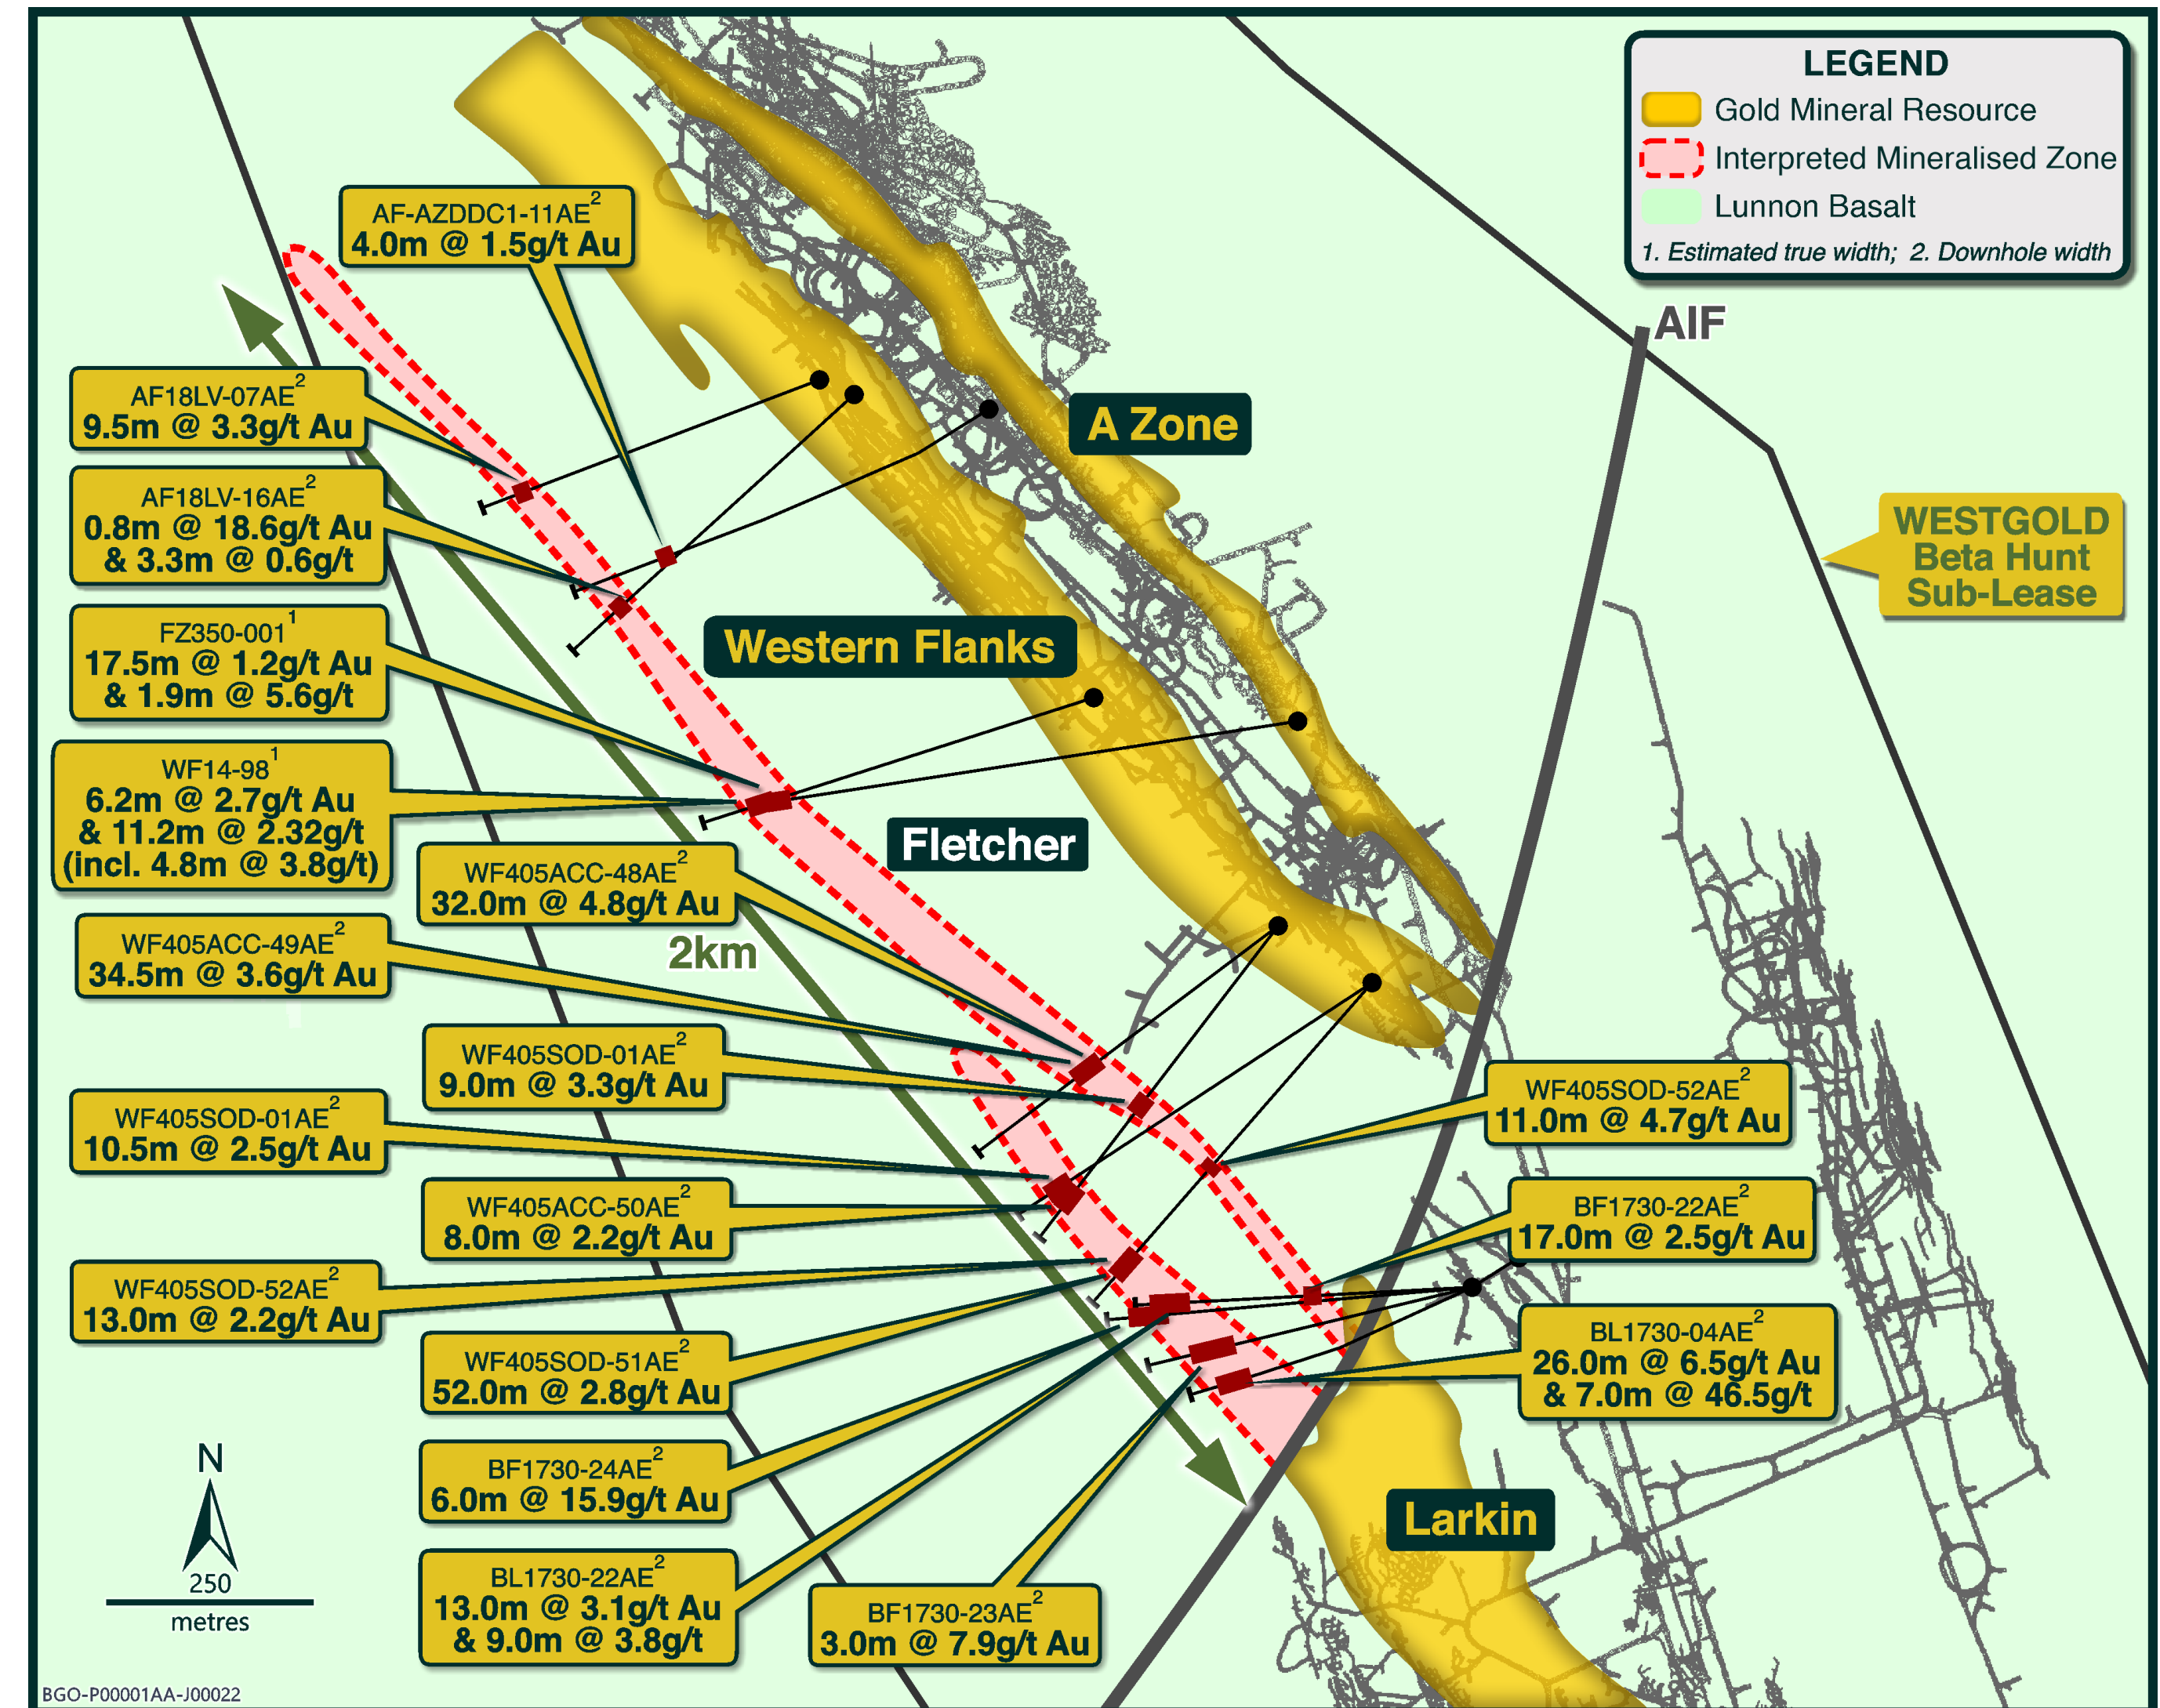 LEGEND
Gold Mineral Resource
Interpreted Mineralised Zone
Lunnon Basalt
1. Estimated true width; 2. Downhole width
AIF
AF-AZDDC1-11AE2
4.0m @ 1.5g/t Au
AF18LV-07AE2
9.5m @ 3.3g/t Au
A Zone
AF18LV-16AE2
0.8m @ 18.6g/t Au
& 3.3m @ 0.6g/t
WESTGOLD
Beta Hunt
Sub-Lease
FZ350-0011
17.5m @ 1.2g/t Au
& 1.9m @ 5.6g/t
Western Flanks
WF14-981
6.2m @ 2.7g/t Au
& 11.2m @ 2.32g/t
(incl. 4.8m @ 3.8g/t)
Fletcher
WF405ACC-48AE2
32.0m @ 4.8g/t Au
2km
WF405ACC-49AE2
34.5m @ 3.6g/t Au
WF405SOD-01AE2
9.0m @ 3.3g/t Au
WF405SOD-52AE2
11.0m @ 4.7g/t Au
WF405SOD-01AE2
10.5m @ 2.5g/t Au
WF405ACC-50AE2
8.0m @ 2.2g/t Au
BF1730-22AE2
17.0m @ 2.5g/t Au
WF405SOD-52AE2
13.0m @ 2.2g/t Au
WF405SOD-51AE2
52.0m @ 2.8g/t Au
BL1730-04AE2
26.0m @ 6.5g/t Au
& 7.0m @ 46.5g/t
BF1730-24AE2
6.0m @ 15.9g/t Au
Larkin
BL1730-22AE2
13.0m @ 3.1g/t Au
& 9.0m @ 3.8g/t
BF1730-23AE2
3.0m @ 7.9g/t Au
N
250
metres
BGO-P00001AA-J00022